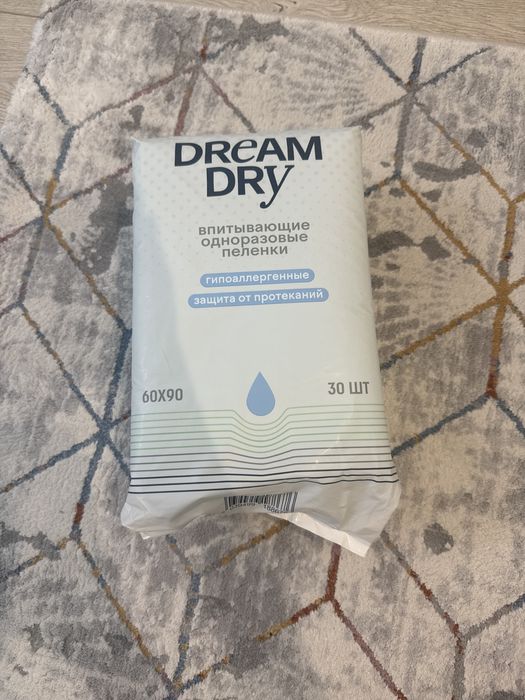 DREAM
DRY
впитывающие
одноразовые
пеленки
гипоаллергенные
защита от протеканий
60X90
30 ШТ